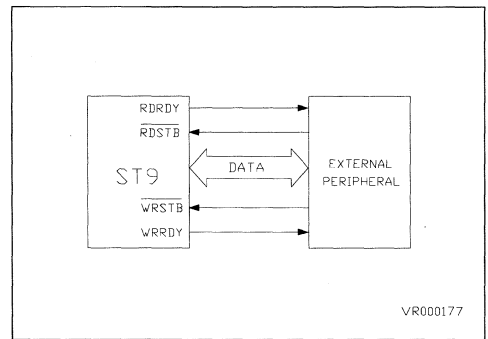 RDRDY
RDSTB
ST9
DATA
EXTERNAL
PERIPHERAL
WRSTB
WRRDY
VR000177